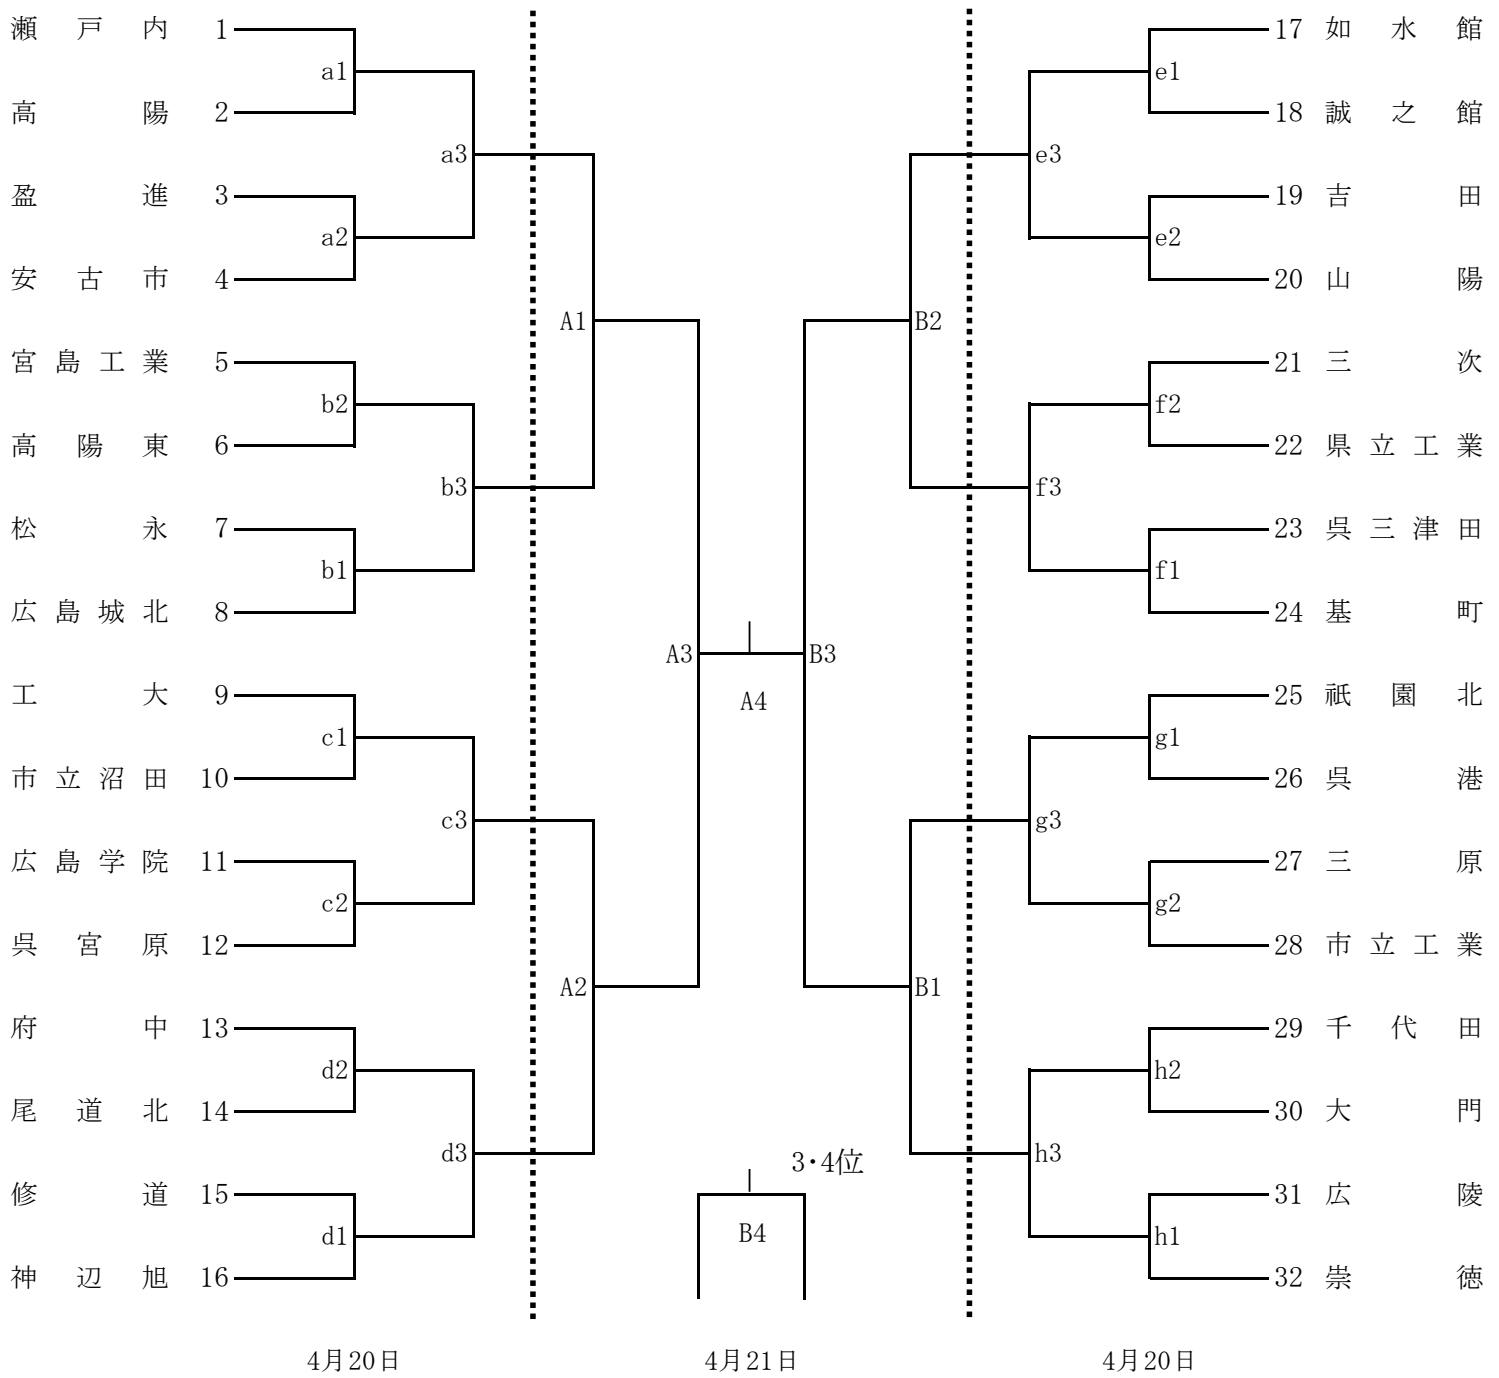 瀬戸内 1 17 如水館
a1 e1
高陽 2 18 誠之館
a3 e3
盈進 3 19 吉田
a2 e2
安古市 4 20 山陽
A1 B2
宮島工業 5 21 三次
b2 f2
高陽東 6 22 県立工業
b3 f3
松永 7 23 呉三津田
b1 f1
広島城北 8 24 基町
A3 B3
工大 9 A4 25 祇園北
c1 g1
市立沼田 10 26 呉港
c3 g3
広島学院 11 27 三原
c2 g2
呉宮原 12 28 市立工業
A2 B1
府中 13 29 千代田
d2 h2
尾道北 14 30 大門
d3 3・4位 h3
修道 15 31 広陵
d1 B4 h1
神辺旭 16 32 崇徳
4月20日 4月21日 4月20日